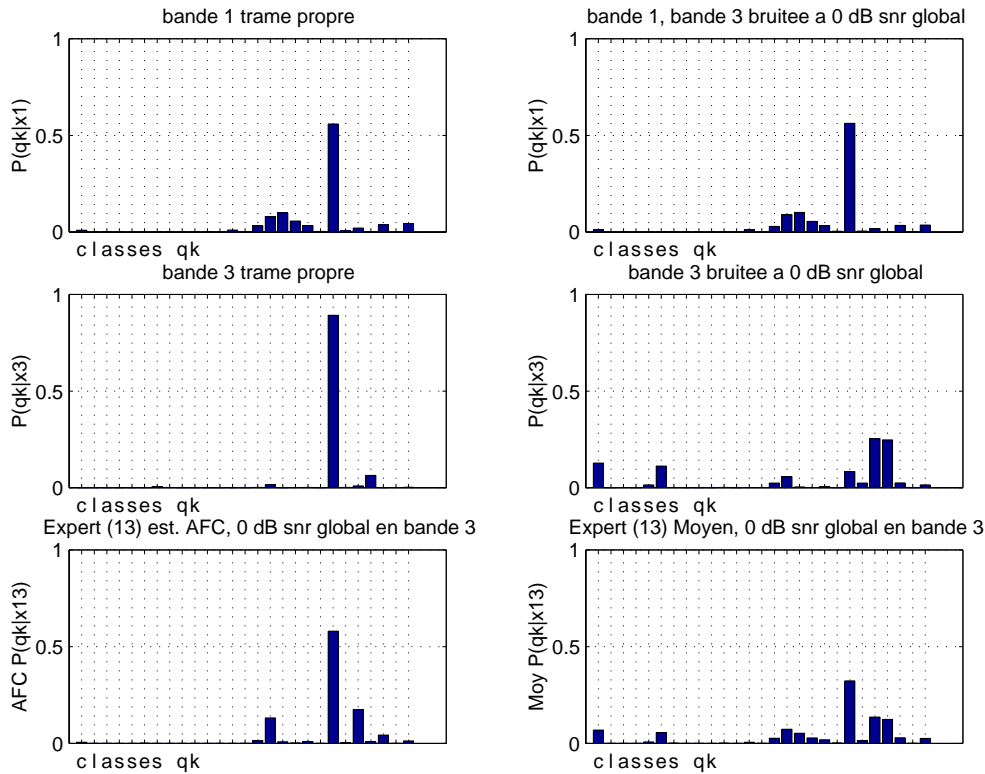 bande 1 trame propre
1
0.5
0
P(qk|x1)
classes qk
bande 1, bande 3 bruitee a 0 dB snr global
1
0.5
0
P(qk|x1)
classes qk
bande 3 trame propre
1
0.5
0
P(qk|x3)
classes qk
bande 3 bruitee a 0 dB snr global
1
0.5
0
P(qk|x3)
classes qk
Expert (13) est. AFC, 0 dB snr global en bande 3
1
0.5
0
AFC P(qk|x13)
classes qk
Expert (13) Moyen, 0 dB snr global en bande 3
1
0.5
0
Moy P(qk|x13)
classes qk